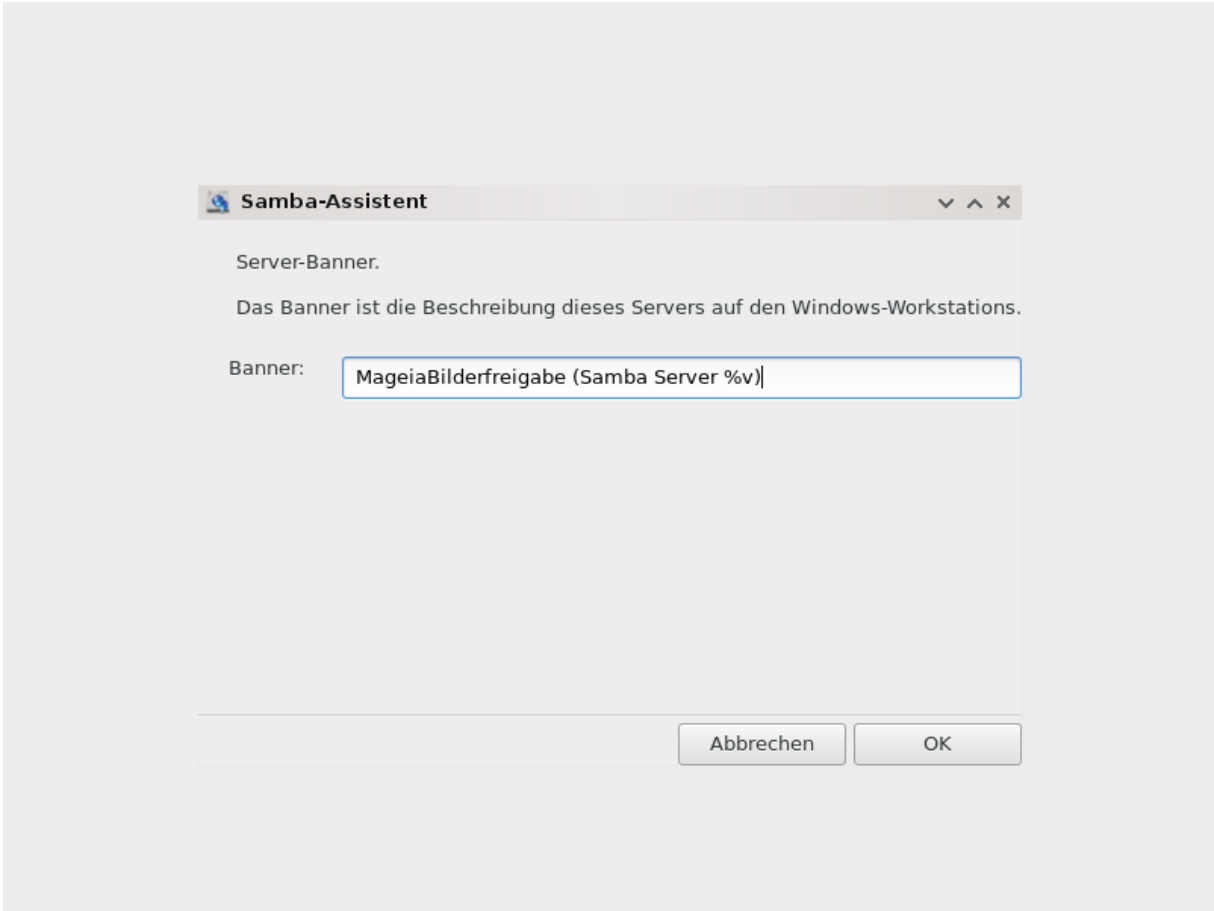 Samba-Assistent
Server-Banner.
Das Banner ist die Beschreibung dieses Servers auf den Windows-Workstations.
Banner: MageiaBilderfreigabe (Samba Server %v)
Abbrechen OK